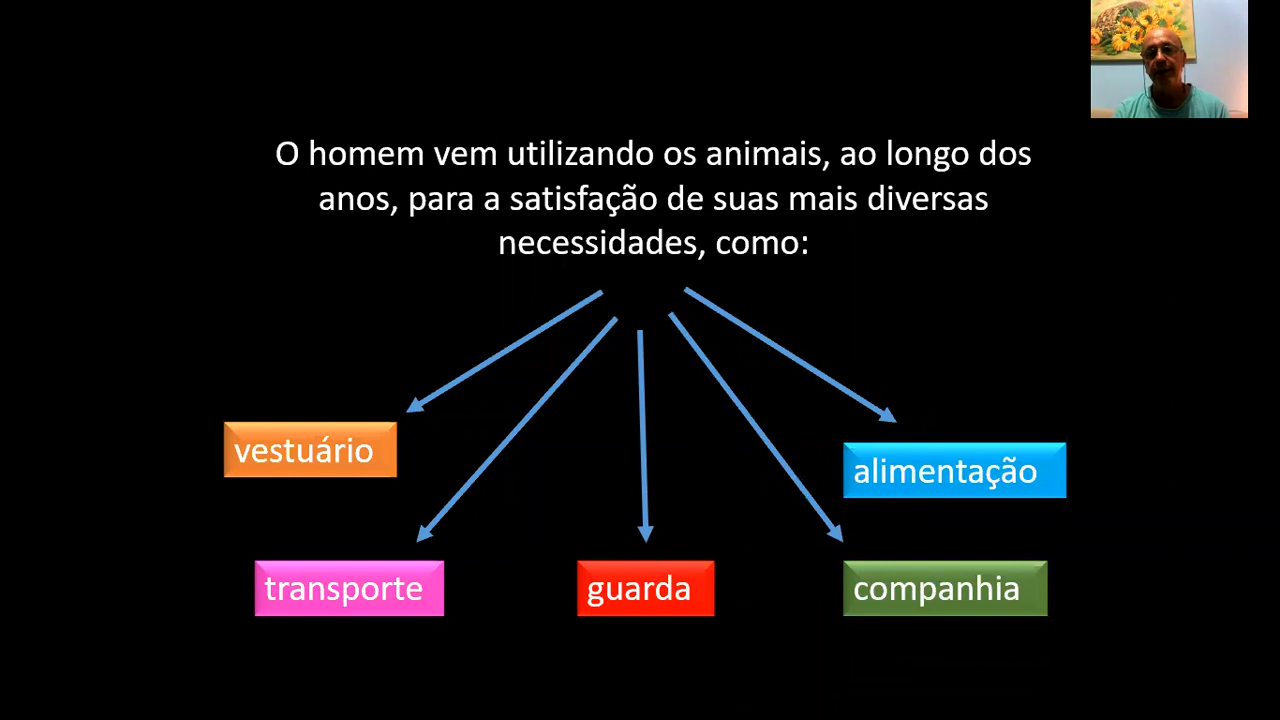 O homem vem utilizando os animais, ao longo dos
anos, para a satisfação de suas mais diversas
necessidades, como:
vestuário
alimentação
transporte
guarda
companhia